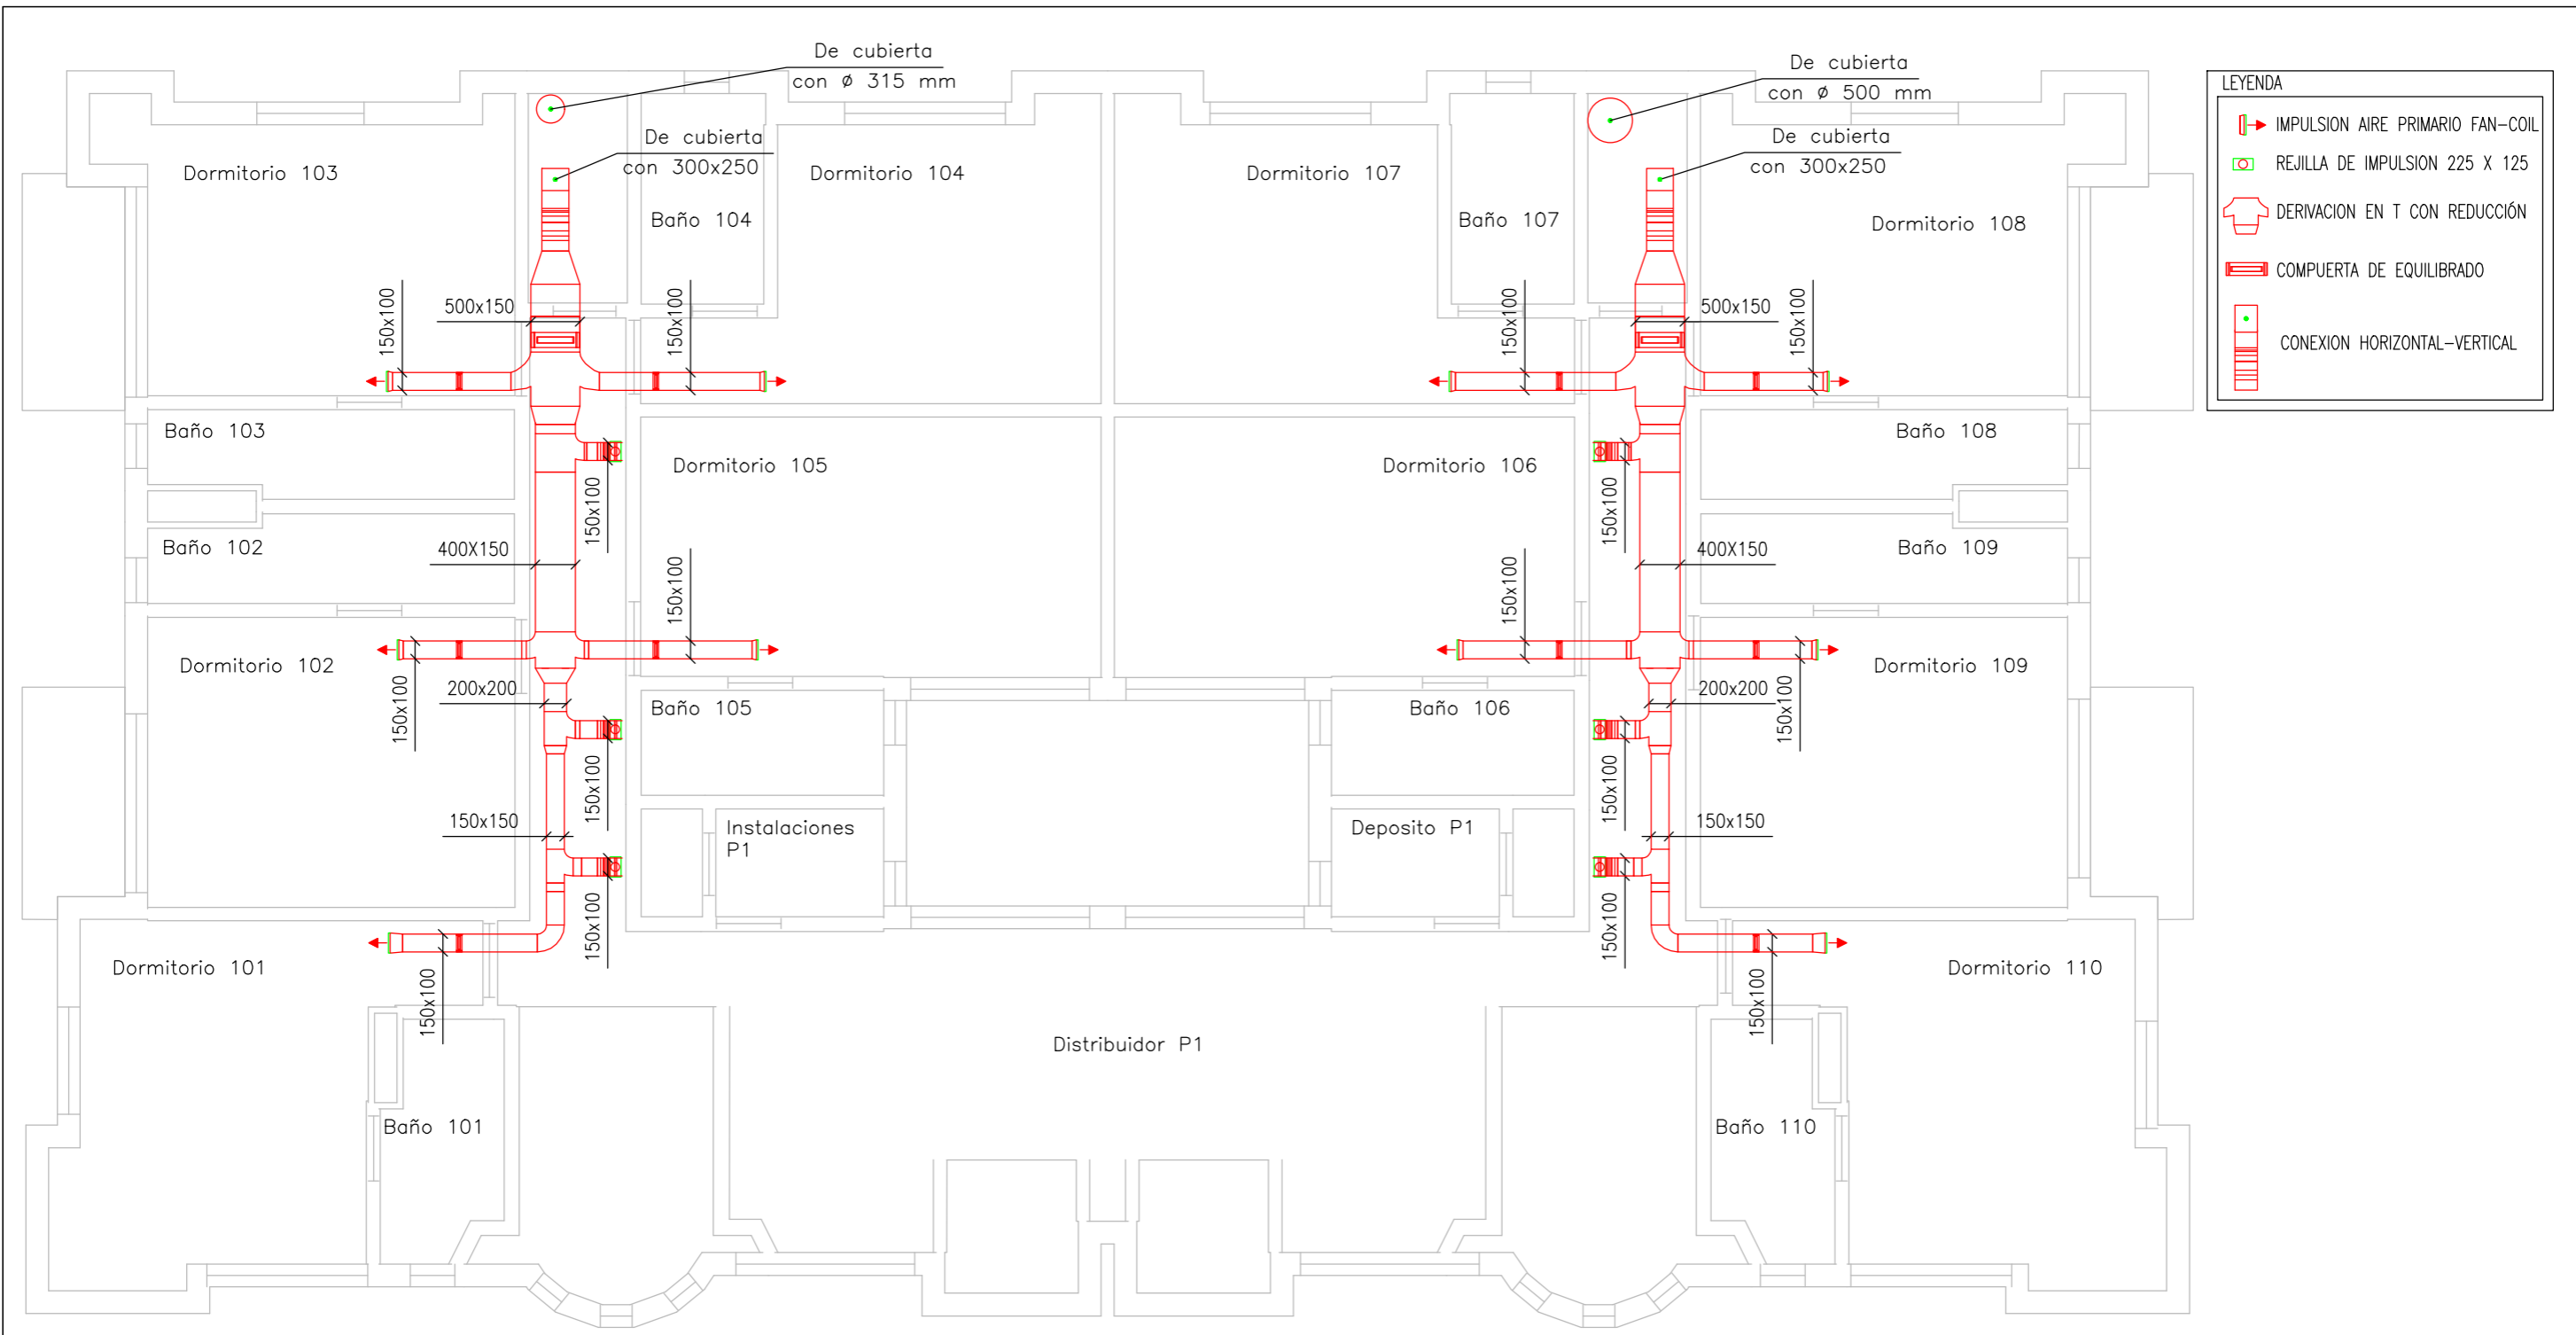 De cubierta
con ø 315 mm
De cubierta
con 300x250
De cubierta
con ø 500 mm
De cubierta
con 300x250
LEYENDA
IMPULSION AIRE PRIMARIO FAN-COIL
REJILLA DE IMPULSION 225 X 125
DERIVACION EN T CON REDUCCIÓN
COMPUERTA DE EQUILIBRADO
CONEXION HORIZONTAL-VERTICAL
Dormitorio 103
Dormitorio 104
Dormitorio 107
Dormitorio 108
Baño 104
Baño 107
150x100
500x150
150x100
150x100
500x150
150x100
Baño 103
Baño 108
Dormitorio 105
Dormitorio 106
150x100
150x100
Baño 102
400X150
400X150
Baño 109
150x100
150x100
Dormitorio 102
Dormitorio 109
150x100
200x200
200x200
150x100
Baño 105
Baño 106
150x100
150x100
150x150
150x150
Instalaciones
P1
Deposito P1
150x100
150x100
Dormitorio 101
Dormitorio 110
150x100
150x100
Distribuidor P1
Baño 101
Baño 110